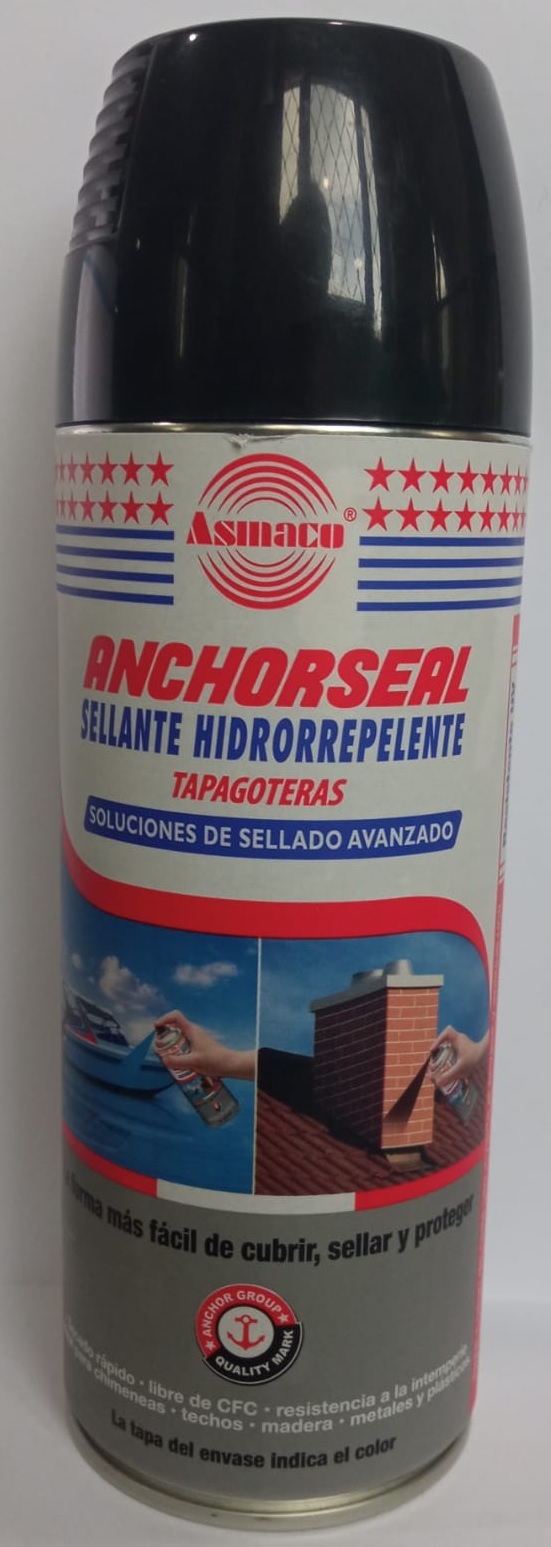 Asmaco®
ANCHORSEAL
SELLANTE HIDRORREPELENTE
TAPAGOTERAS
SOLUCIONES DE SELLADO AVANZADO
forma más fácil de cubrir, sellar y proteger
ANCHOR GROUP
QUALITY MARK
rápido • libre de CFC • resistencia a la intemperie
para chimeneas • techos • madera • metales y plásticos
La tapa del envase indica el color